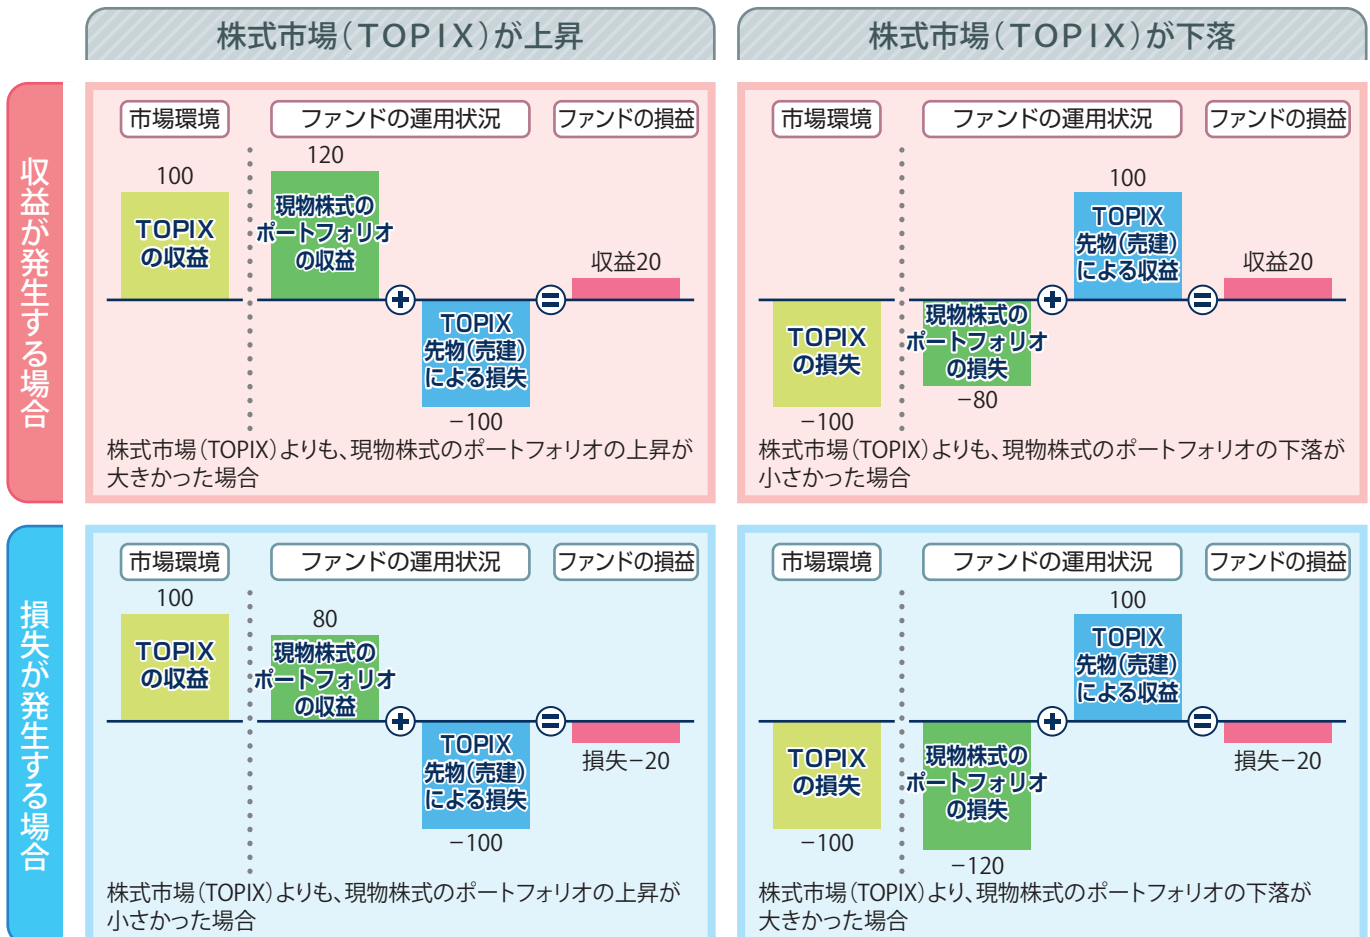 株式市場(TOPIX)が上昇
株式市場(TOPIX)が下落
収益が発生する場合
市場環境
ファンドの運用状況
ファンドの損益
100
TOPIX
の収益
120
現物株式の
ポートフォリオ
の収益
TOPIX
先物(売建)
による損失
−100
収益20
株式市場(TOPIX)よりも、現物株式のポートフォリオの上昇が
大きかった場合
市場環境
ファンドの運用状況
ファンドの損益
TOPIX
の損失
−100
現物株式の
ポートフォリオ
の損失
−80
100
TOPIX
先物(売建)
による収益
収益20
株式市場(TOPIX)よりも、現物株式のポートフォリオの下落が
小さかった場合
損失が発生する場合
市場環境
ファンドの運用状況
ファンドの損益
100
TOPIX
の収益
80
現物株式の
ポートフォリオ
の収益
TOPIX
先物(売建)
による損失
−100
損失−20
株式市場(TOPIX)よりも、現物株式のポートフォリオの上昇が
小さかった場合
市場環境
ファンドの運用状況
ファンドの損益
TOPIX
の損失
−100
現物株式の
ポートフォリオ
の損失
−120
100
TOPIX
先物(売建)
による収益
損失−20
株式市場(TOPIX)より、現物株式のポートフォリオの下落が
大きかった場合